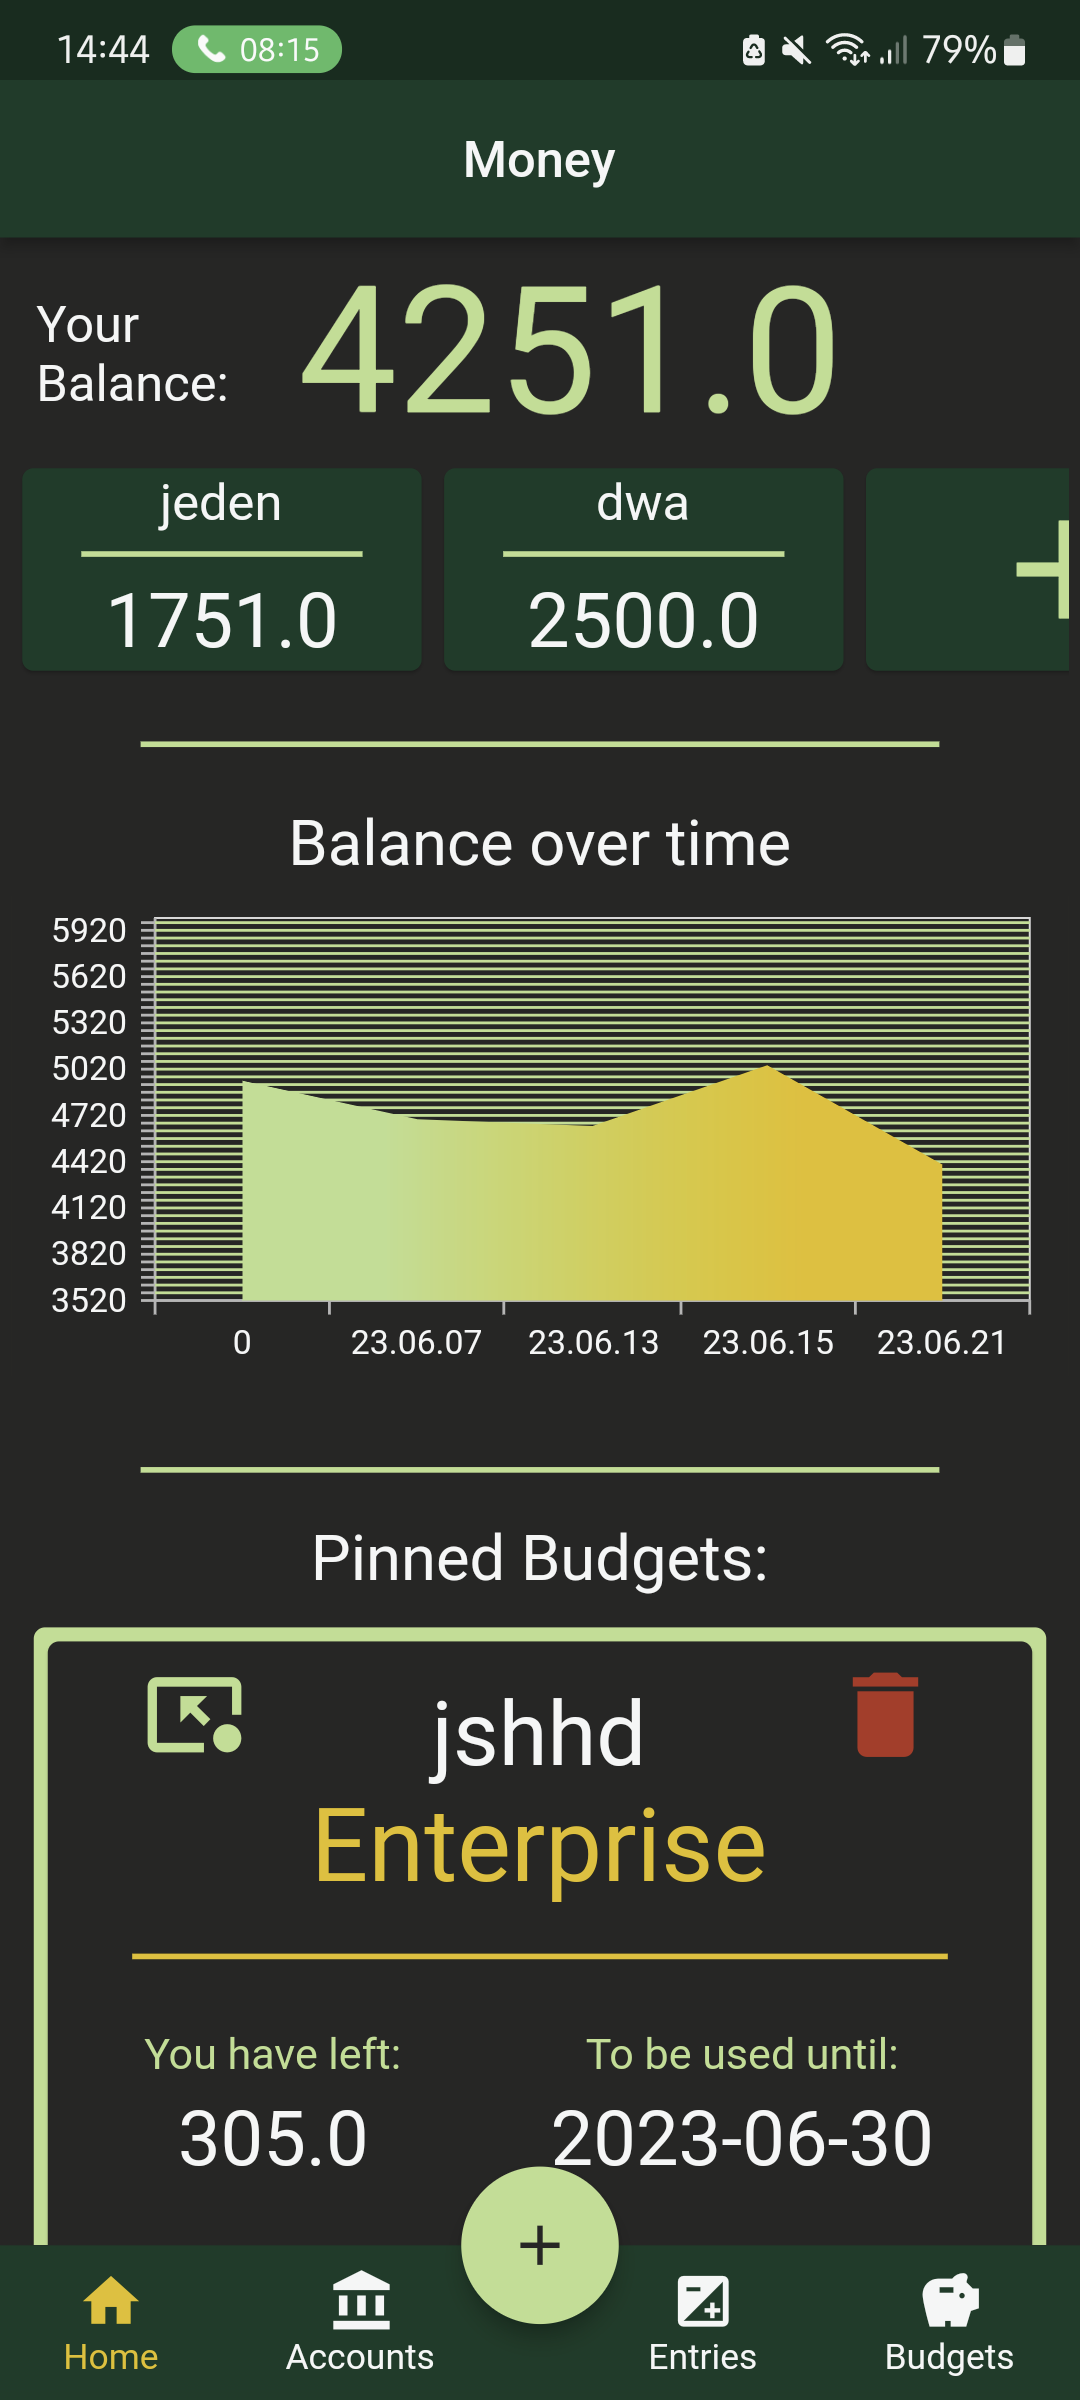 14:44 08:15 79%
Money
Your
Balance:
4251.0
jeden
1751.0
dwa
2500.0
Balance over time
5920
5620
5320
5020
4720
4420
4120
3820
3520
0 23.06.07 23.06.13 23.06.15 23.06.21
Pinned Budgets:
jshhd
Enterprise
You have left:
305.0
To be used until:
2023-06-30
Home Accounts Entries Budgets